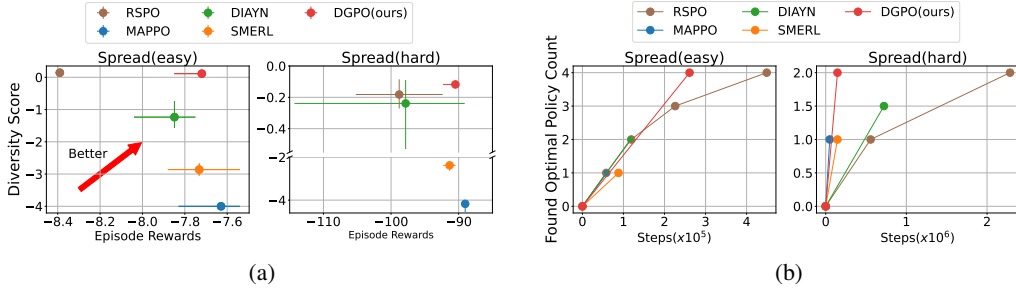 RSPO DIAYN DGPO(ours)
MAPPO SMERL
Spread(easy) Spread(hard)
Diversity Score
0
−1
−2
−3
−4
Better
−8.4 −8.2 −8.0 −7.8 −7.6
Episode Rewards
0.0
−0.2
−0.4
−0.6
−2
−4
−110 −100 −90
Episode Rewards
(a)
RSPO DIAYN DGPO(ours)
MAPPO SMERL
Spread(easy) Spread(hard)
Found Optimal Policy Count
4
3
2
1
0
0 1 2 3 4
Steps(x10⁵)
2.0
1.5
1.0
0.5
0.0
0 1 2
Steps(x10⁶)
(b)